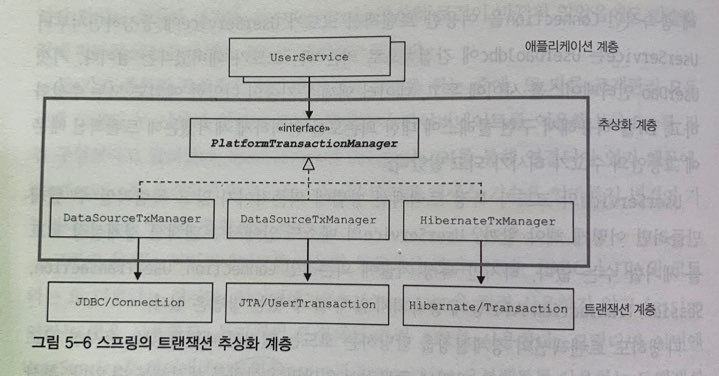 애플리케이션 계층
UserService
추상화 계층
«interface»
PlatformTransactionManager
DataSourceTxManager
DataSourceTxManager
HibernateTxManager
JDBC/Connection
JTA/UserTransaction
Hibernate/Transaction
트랜잭션 계층
그림 5-6 스프링의 트랜잭션 추상화 계층